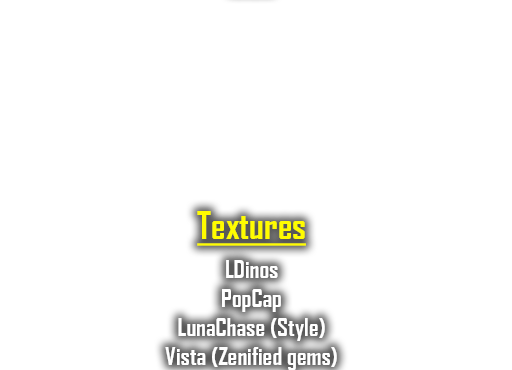 Textures
LDinos
PopCap
LunaChase (Style)
Vista (Zenified gems)